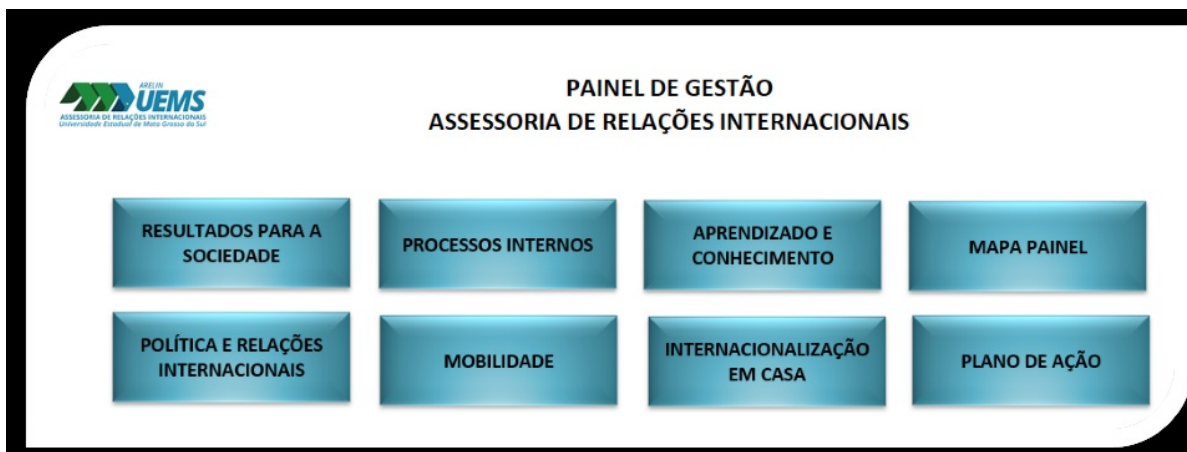 ARELIN
UEMS
ASSESSORIA DE RELAÇÕES INTERNACIONAIS
Universidade Estadual de Mato Grosso do Sul
PAINEL DE GESTÃO
ASSESSORIA DE RELAÇÕES INTERNACIONAIS
RESULTADOS PARA A
SOCIEDADE
PROCESSOS INTERNOS
APRENDIZADO E
CONHECIMENTO
MAPA PAINEL
POLÍTICA E RELAÇÕES
INTERNACIONAIS
MOBILIDADE
INTERNACIONALIZAÇÃO
EM CASA
PLANO DE AÇÃO